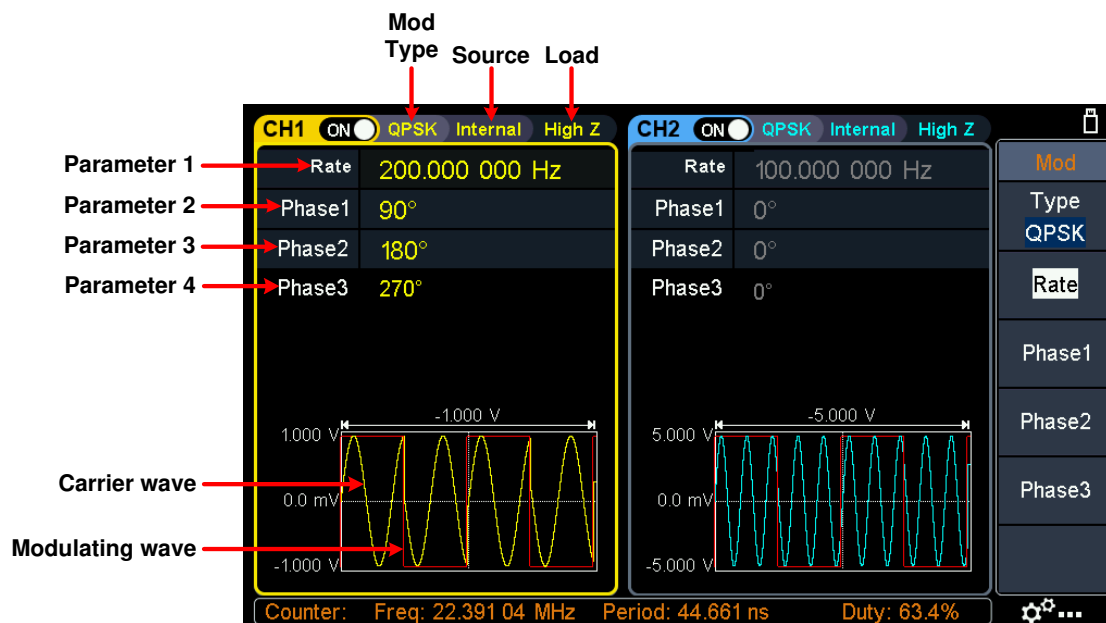 Mod
Type
Source
Load
CH1 ON QPSK Internal High Z
CH2 ON QPSK Internal High Z
Parameter 1
Rate 200.000 000 Hz
Rate 100.000 000 Hz
Mod
Parameter 2
Phase1 90°
Phase1 0°
Type
QPSK
Parameter 3
Phase2 180°
Phase2 0°
Parameter 4
Phase3 270°
Phase3 0°
Rate
Phase1
Phase2
Phase3
-1.000 V
1.000 V
0.0 mV
-1.000 V
-5.000 V
5.000 V
0.0 mV
-5.000 V
Carrier wave
Modulating wave
Counter: Freq: 22.391 04 MHz Period: 44.661 ns Duty: 63.4%